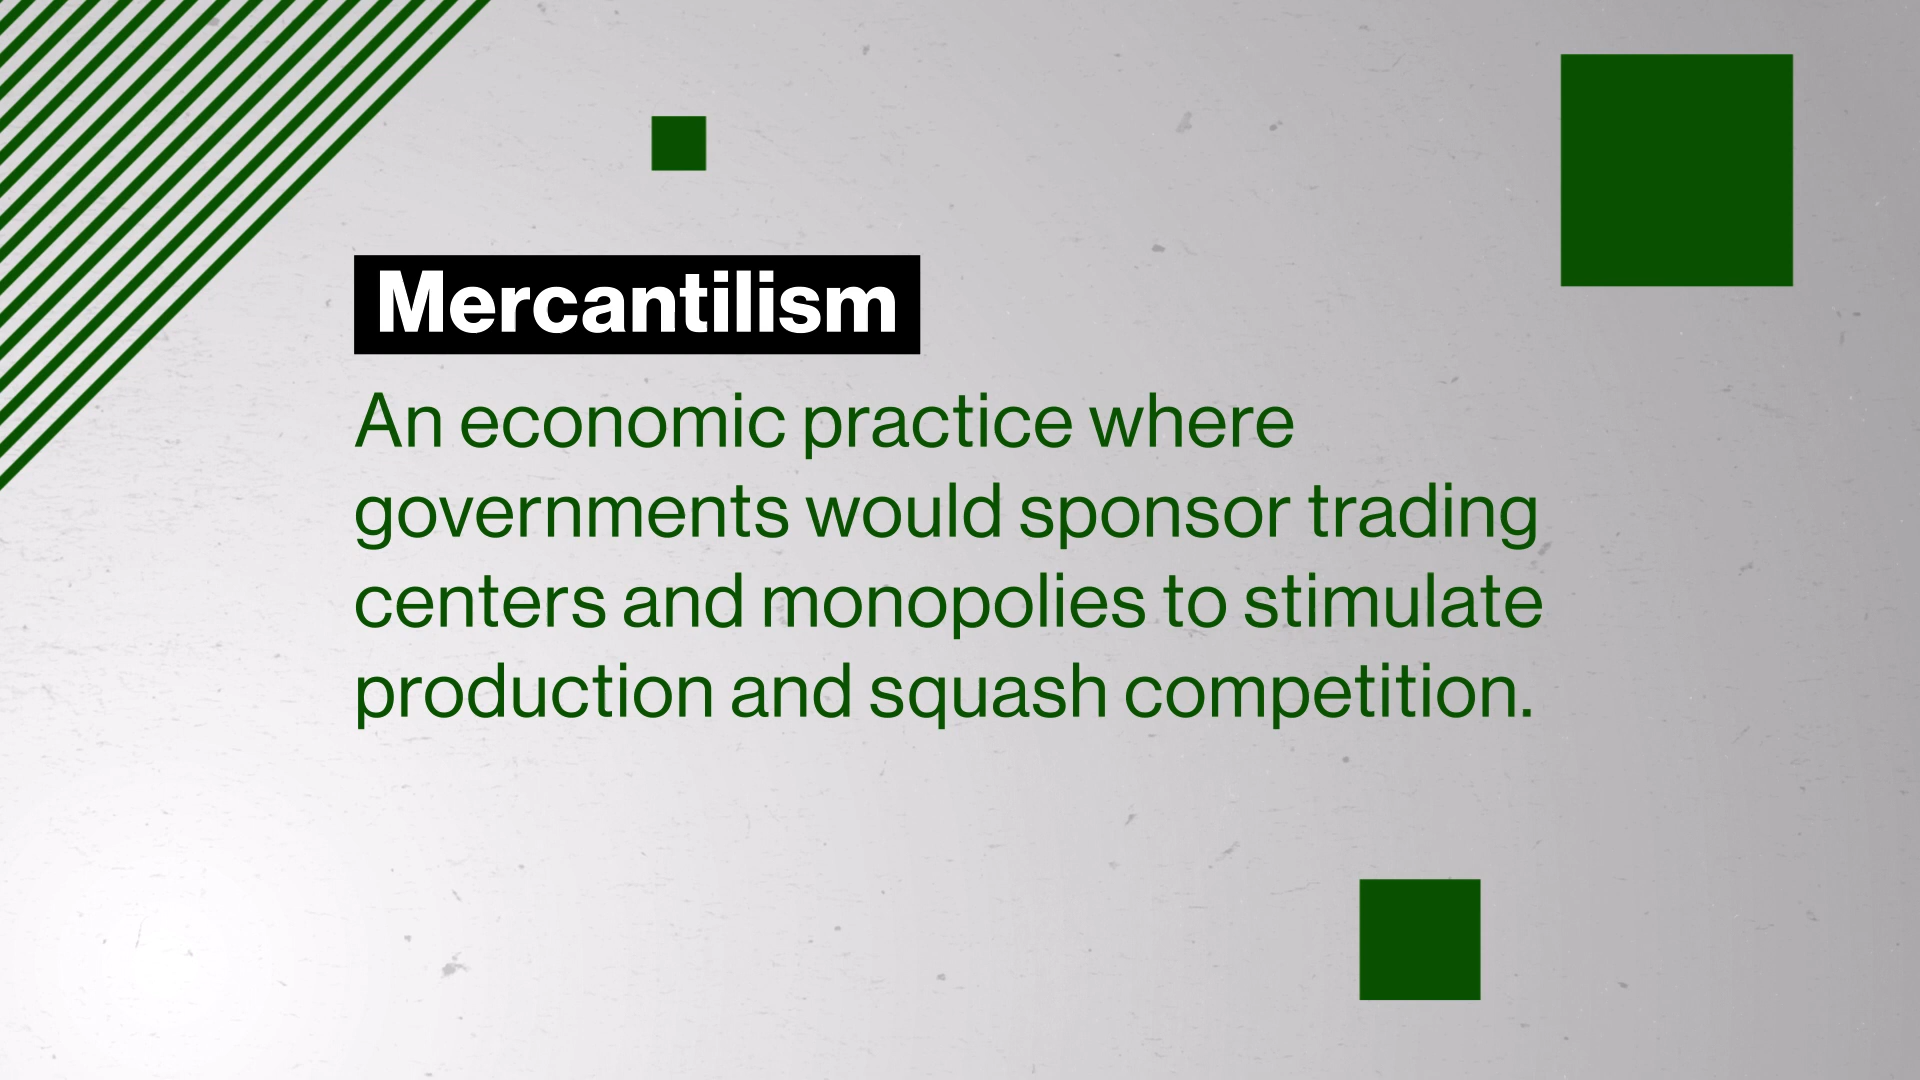 Mercantilism
An economic practice where
governments would sponsor trading
centers and monopolies to stimulate
production and squash competition.